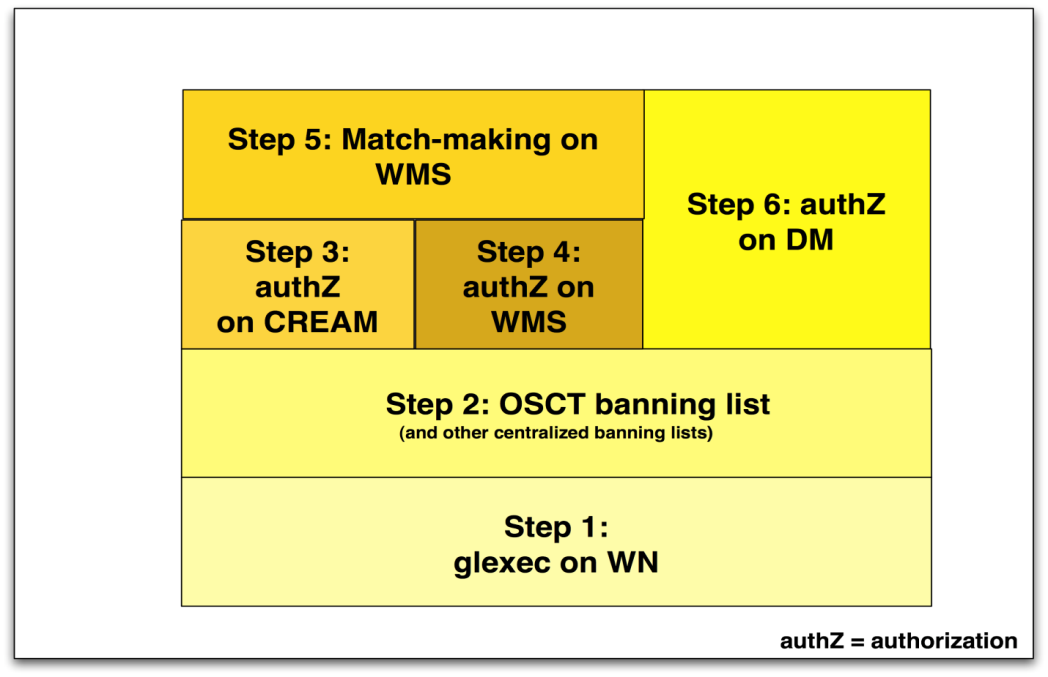 Step 5: Match-making on
WMS
Step 6: authZ
on DM
Step 3:
authZ
on CREAM
Step 4:
authZ on
WMS
Step 2: OSCT banning list
(and other centralized banning lists)
Step 1:
glexec on WN
authZ = authorization